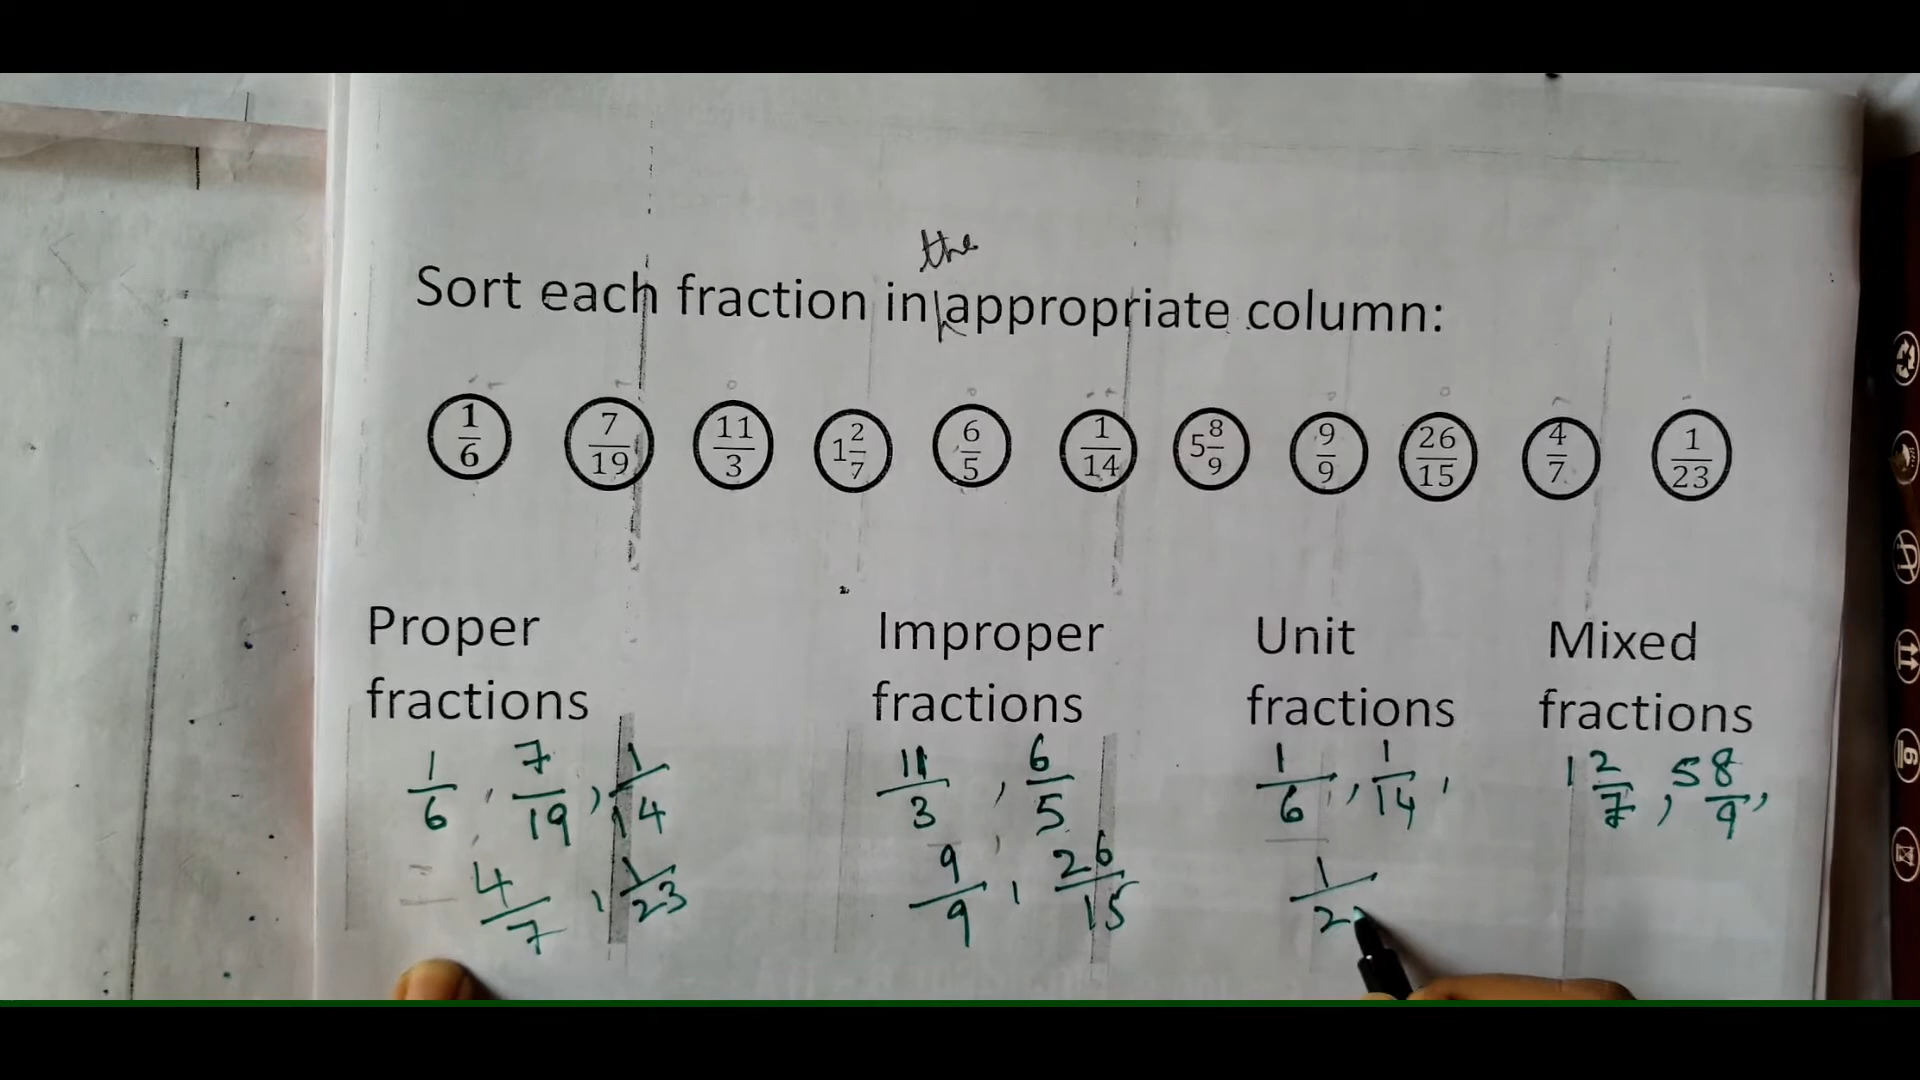 the
Sort each fraction in appropriate column:
1/6 7/19 11/3 1 2/7 6/5 1/14 5 8/9 9/9 26/15 4/7 1/23
Proper Improper Unit Mixed
fractions fractions fractions fractions
1/6 , 7/19 , 1/14 11/3 , 6/5 1/6 , 1/14 , 1 2/7 , 5 8/9 ,
4/7 , 1/23 9/9 , 26/15 1/2